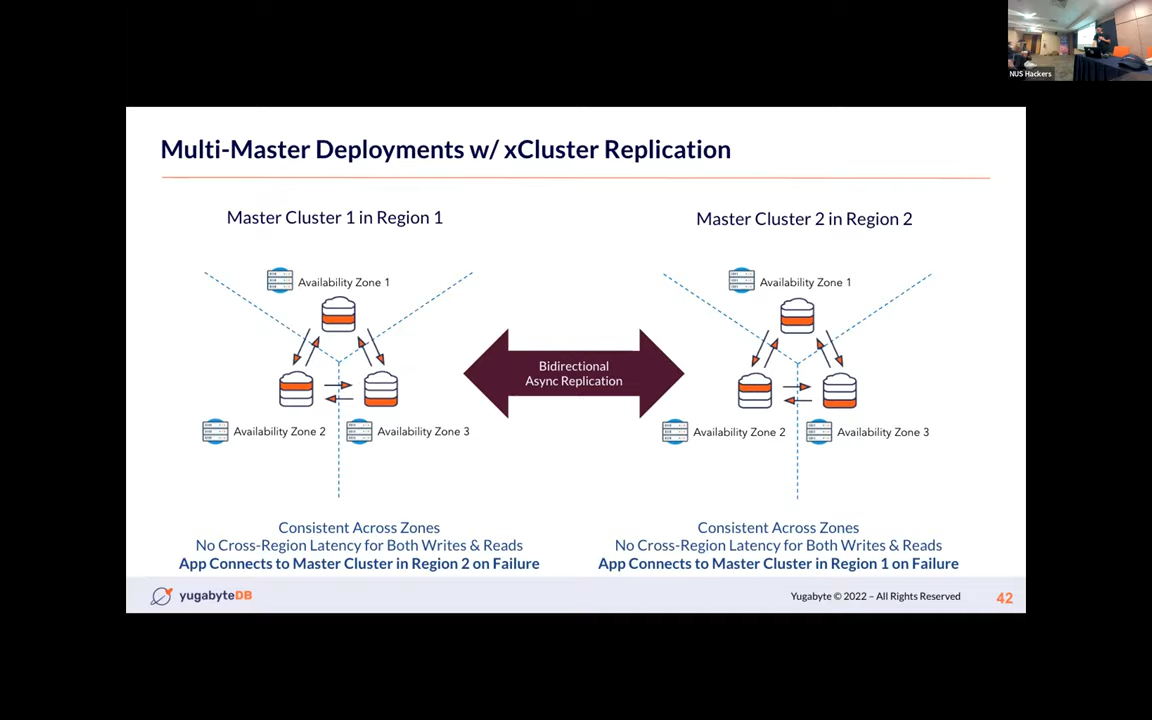 NUS Hackers
Multi-Master Deployments w/ xCluster Replication
Master Cluster 1 in Region 1
Availability Zone 1
Availability Zone 2
Availability Zone 3
Consistent Across Zones
No Cross-Region Latency for Both Writes & Reads
App Connects to Master Cluster in Region 2 on Failure
Bidirectional
Async Replication
Master Cluster 2 in Region 2
Availability Zone 1
Availability Zone 2
Availability Zone 3
Consistent Across Zones
No Cross-Region Latency for Both Writes & Reads
App Connects to Master Cluster in Region 1 on Failure
yugabyteDB
Yugabyte © 2022 – All Rights Reserved
42